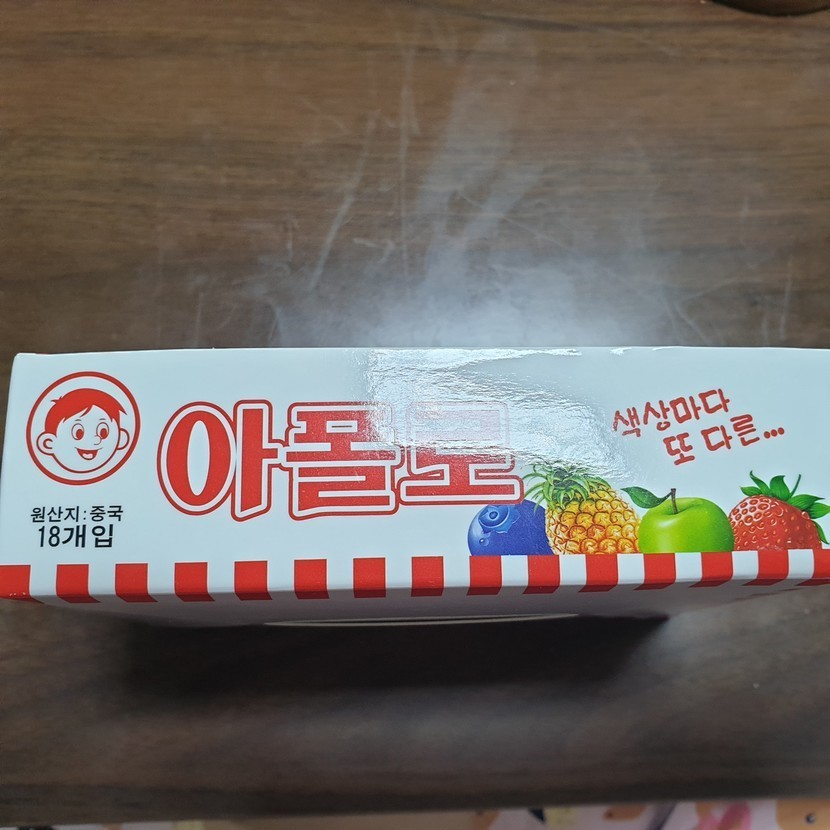 아폴로
색상마다
또 다른...
원산지:중국
18개입